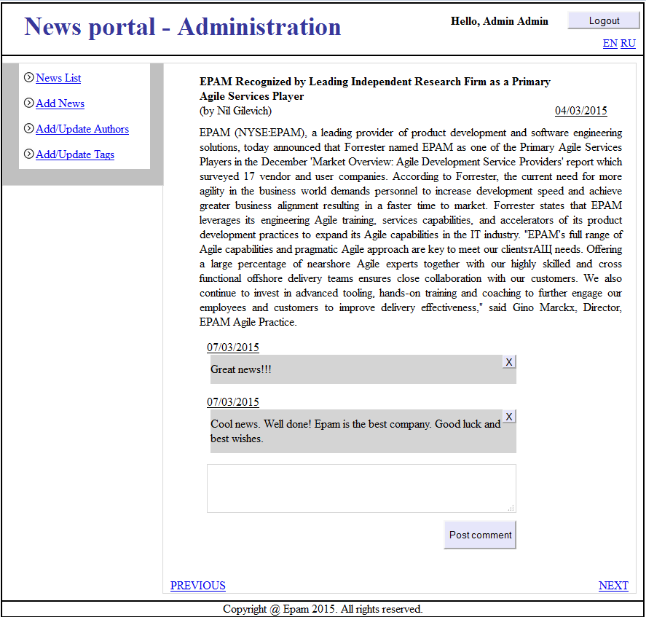 News portal - Administration
Hello, Admin Admin
Logout
EN RU
News List
Add News
Add/Update Authors
Add/Update Tags
EPAM Recognized by Leading Independent Research Firm as a Primary
Agile Services Player
(by Nil Gilevich)
04/03/2015
EPAM (NYSE:EPAM), a leading provider of product development and software engineering
solutions, today announced that Forrester named EPAM as one of the Primary Agile Services
Players in the December 'Market Overview: Agile Development Service Providers' report which
surveyed 17 vendor and user companies. According to Forrester, the current need for more
agility in the business world demands personnel to increase development speed and achieve
greater business alignment resulting in a faster time to market. Forrester states that EPAM
leverages its engineering Agile training, services capabilities, and accelerators of its product
development practices to expand its Agile capabilities in the IT industry. "EPAM's full range of
Agile capabilities and pragmatic Agile approach are key to meet our clientsтАЩ needs. Offering
a large percentage of nearshore Agile experts together with our highly skilled and cross
functional offshore delivery teams ensures close collaboration with our customers. We also
continue to invest in advanced tooling, hands-on training and coaching to further engage our
employees and customers to improve delivery effectiveness," said Gino Marckx, Director,
EPAM Agile Practice.
07/03/2015
X
Great news!!!
07/03/2015
X
Cool news. Well done! Epam is the best company. Good luck and
best wishes.
Post comment
PREVIOUS
NEXT
Copyright @ Epam 2015. All rights reserved.